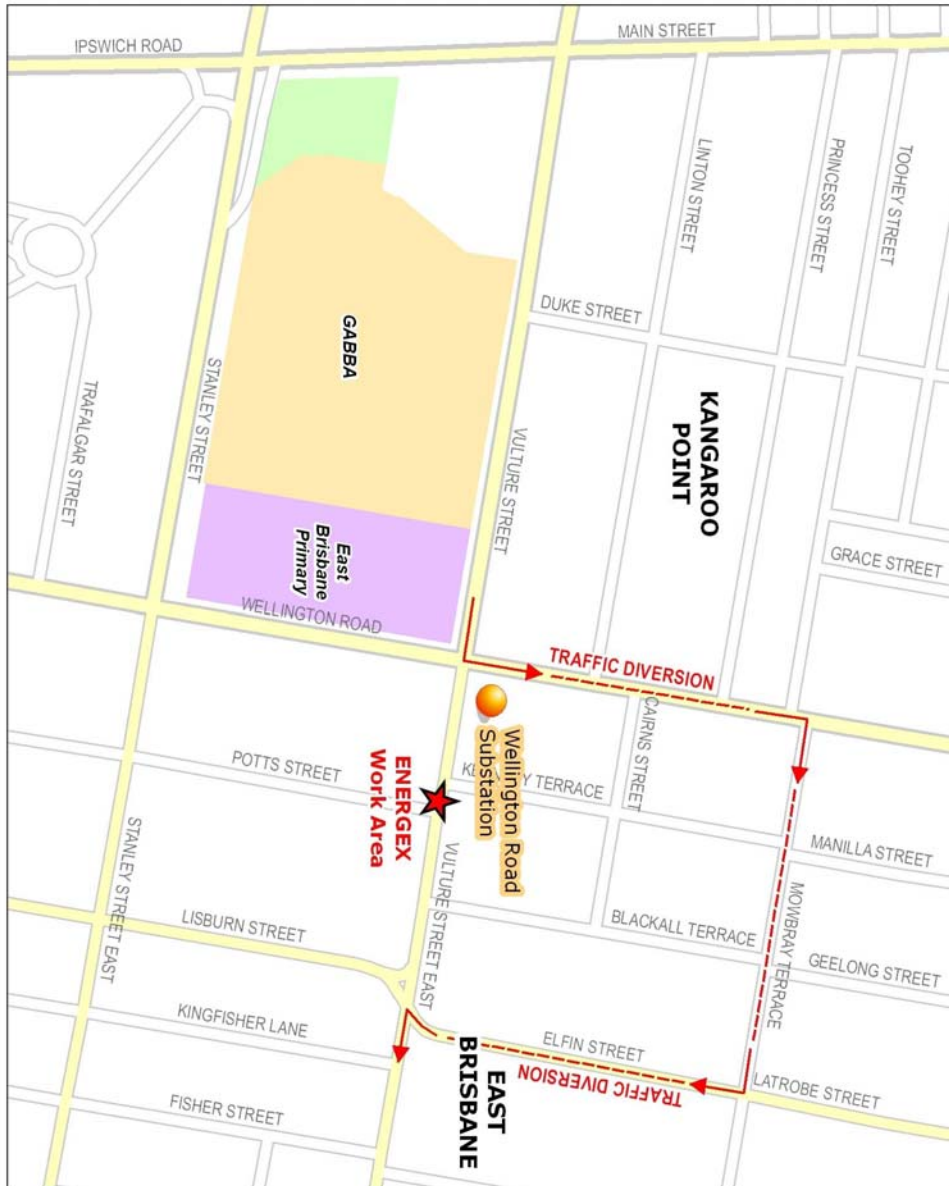 IPSWICH ROAD
MAIN STREET
LINTON STREET
PRINCESS STREET
TOOHEY STREET
DUKE STREET
GABBA
STANLEY STREET
TRAFALGAR STREET
VULTURE STREET
KANGAROO
POINT
GRACE STREET
East
Brisbane
Primary
WELLINGTON ROAD
TRAFFIC DIVERSION
CAIRNS STREET
Wellington Road
Substation
TERRACE
POTTS STREET
ENERGEX
Work Area
MANILLA STREET
STANLEY STREET EAST
VULTURE STREET EAST
MOWBRAY TERRACE
BLACKALL TERRACE
LISBURN STREET
GEELONG STREET
KINGFISHER LANE
ELFIN STREET
EAST
BRISBANE
TRAFFIC DIVERSION
LATROBE STREET
FISHER STREET